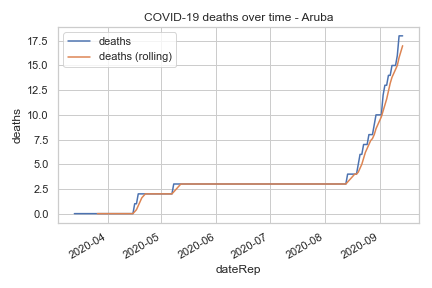 COVID-19 deaths over time - Aruba
deaths
deaths (rolling)
deaths
17.5
15.0
12.5
10.0
7.5
5.0
2.5
0.0
2020-04
2020-05
2020-06
2020-07
2020-08
2020-09
dateRep